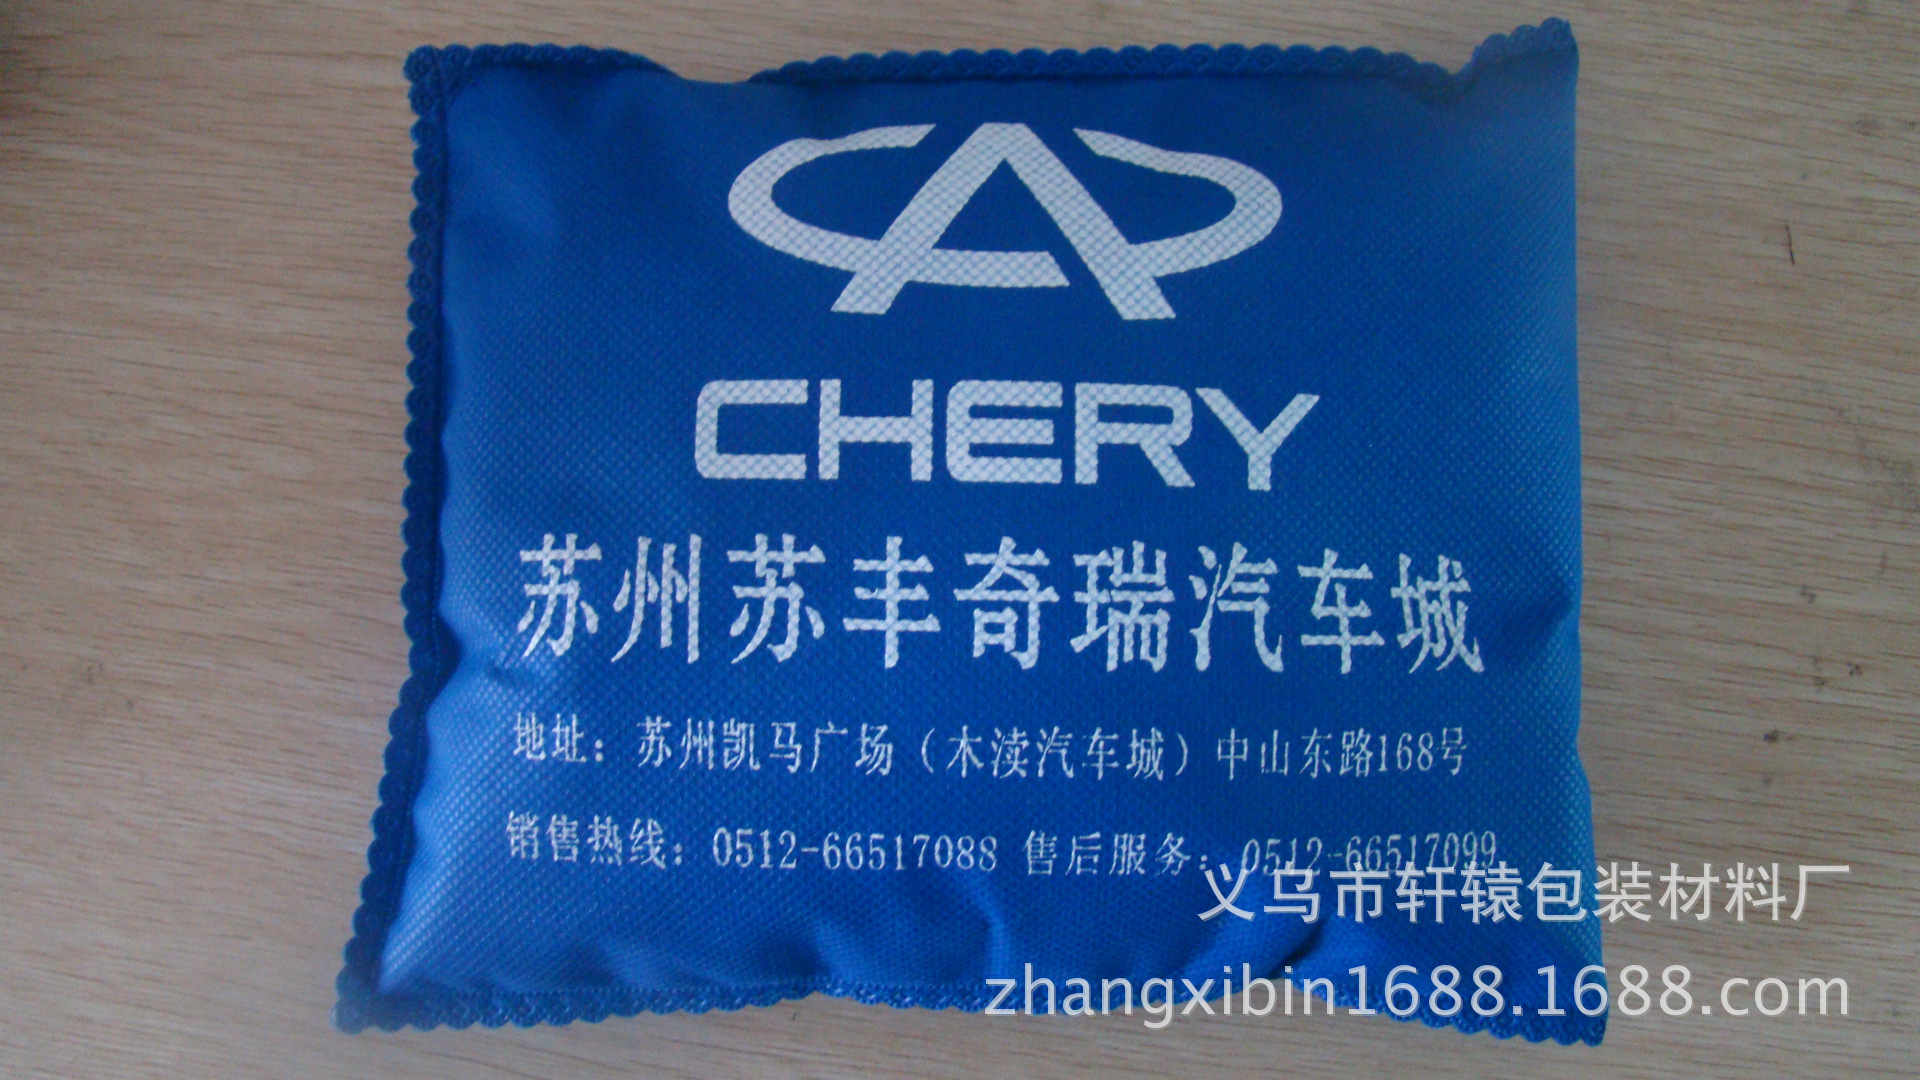 CHERY
苏州苏丰奇瑞汽车城
地址：苏州凯马广场（木渎汽车城）中山东路168号
销售热线：0512-66517088 售后服务：0512-66517099
义乌市轩辕包装材料厂
zhangxibin1688.1688.com